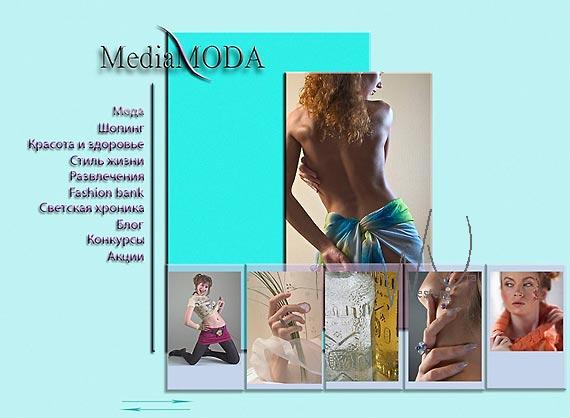 MediaMODA
Мода
Шопинг
Красота и здоровье
Стиль жизни
Развлечения
Fashion bank
Светская хроника
Блог
Конкурсы
Акции